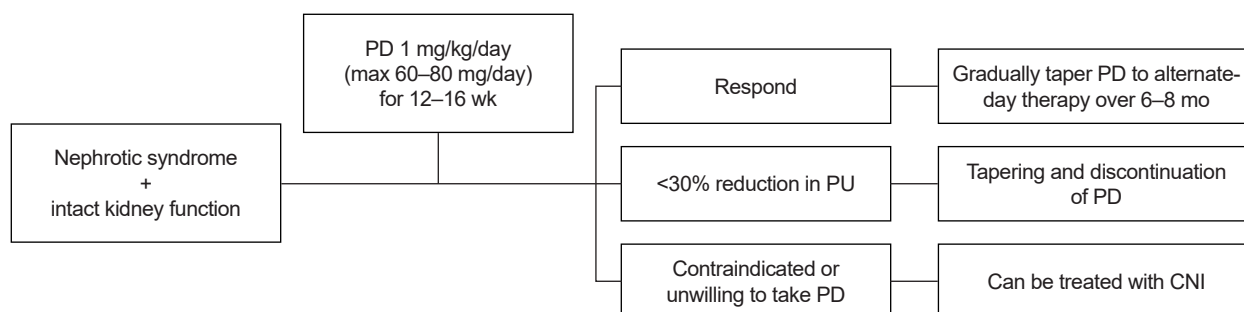 PD 1 mg/kg/day
(max 60–80 mg/day)
for 12–16 wk
Nephrotic syndrome
+
intact kidney function
Respond
Gradually taper PD to alternate-
day therapy over 6–8 mo
<30% reduction in PU
Tapering and discontinuation
of PD
Contraindicated or
unwilling to take PD
Can be treated with CNI